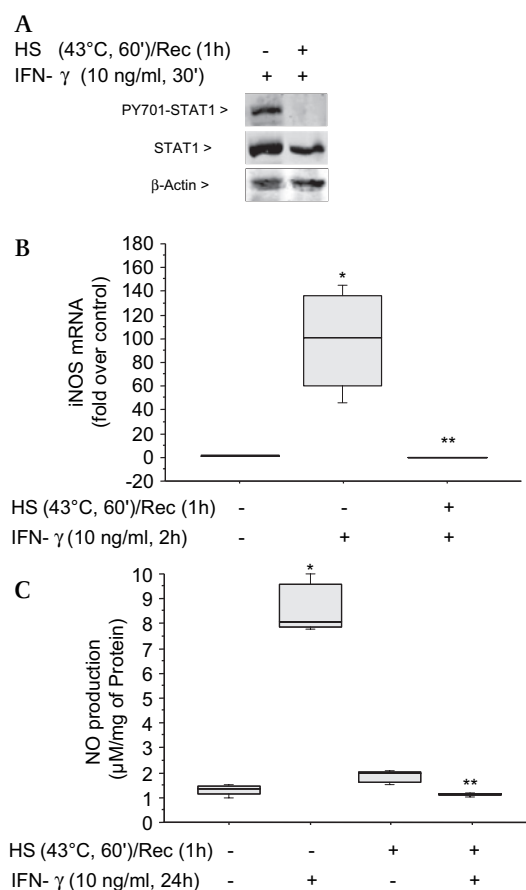 A
HS (43°C, 60')/Rec (1h) - +
IFN- γ (10 ng/ml, 30') + +
PY701-STAT1 >
STAT1 >
β-Actin >
B
iNOS mRNA
(fold over control)
180
160
140
120
100
80
60
40
20
0
-20
*
**
HS (43°C, 60')/Rec (1h) - - +
IFN- γ (10 ng/ml, 2h) - + +
C
NO production
(µM/mg of Protein)
10
9
8
7
6
5
4
3
2
1
0
*
**
HS (43°C, 60')/Rec (1h) - - + +
IFN- γ (10 ng/ml, 24h) - + - +